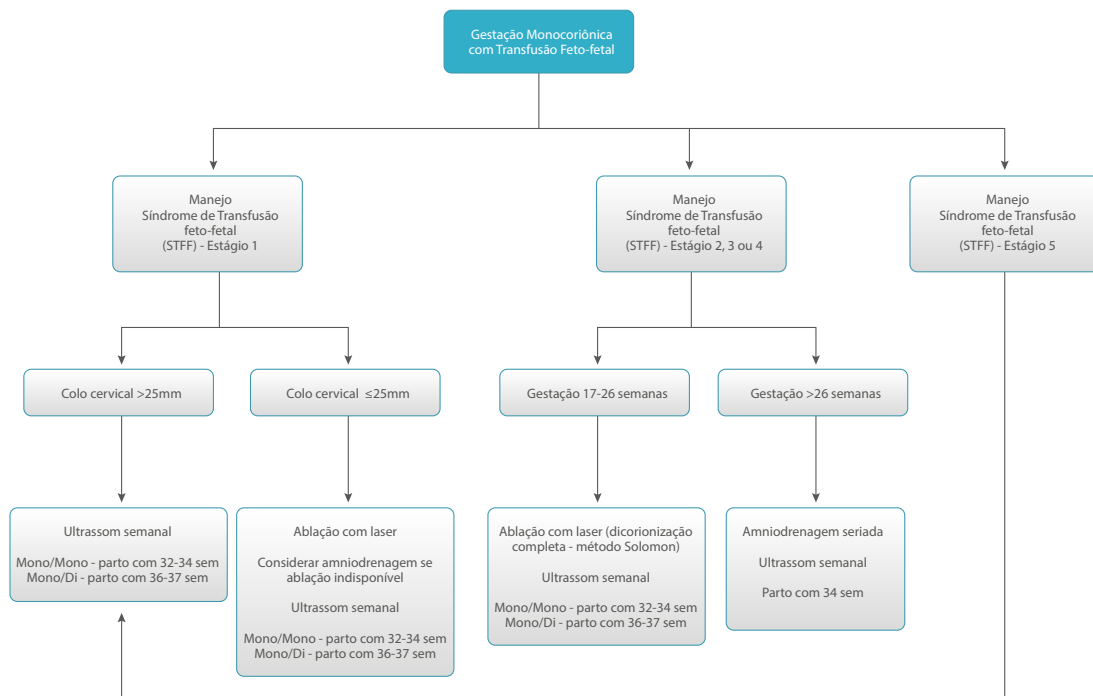 Gestação Monocoriônica
com Transfusão Feto-fetal
Manejo
Síndrome de Transfusão
feto-fetal
(STFF) - Estágio 1
Manejo
Síndrome de Transfusão
feto-fetal
(STFF) - Estágio 2, 3 ou 4
Manejo
Síndrome de Transfusão
feto-fetal
(STFF) - Estágio 5
Colo cervical >25mm
Colo cervical ≤25mm
Gestação 17-26 semanas
Gestação >26 semanas
Ultrassom semanal
Mono/Mono - parto com 32-34 sem
Mono/Di - parto com 36-37 sem
Ablação com laser
Considerar amniodrenagem se
ablação indisponível
Ultrassom semanal
Mono/Mono - parto com 32-34 sem
Mono/Di - parto com 36-37 sem
Ablação com laser (dicorionização
completa - método Solomon)
Ultrassom semanal
Mono/Mono - parto com 32-34 sem
Mono/Di - parto com 36-37 sem
Amniodrenagem seriada
Ultrassom semanal
Parto com 34 sem